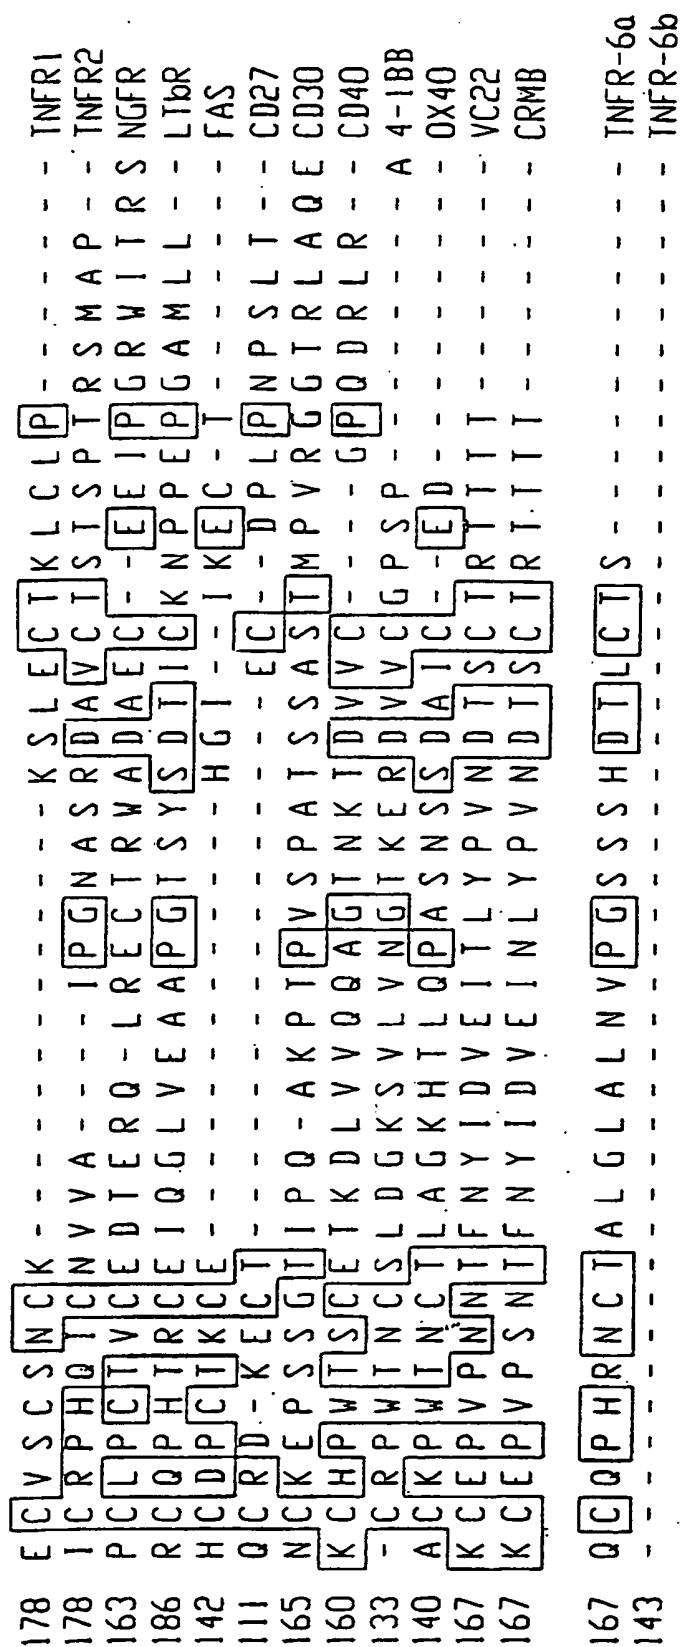 178 E C V S C S N C K - - - - - - - - - - - - - K S L E C T K L C L P - - - - - - - TNFR1
178 I C R P H Q T C N V V A - - - - I P G N A S R D A V C T S T S P T R S M A P - - TNFR2
163 P C L P C T V C E D T E R Q - L R E C T R W A D A E C - - E E I P G R W I T R S NGFR
186 R C Q P H T R C E I Q G L V E A A P G T S Y S D T I C K N P P E P G A M L L - - LTbR
142 H C D P C T K C E - - - - - - - - - - - - - H G I - - I K E C - T - - - - - - - FAS
111 Q C R D - K E C T - - - - - - - - - - - - - - - - E C - - D P L P N P S L T - - CD27
165 N C K E P S S G T I P Q - A K P T P V S P A T S S A S T M P V R G G T R L A Q E CD30
160 K C H P W T S C E T K D L V V Q Q A G T N K T D V V C - - - - G P Q D R L R - - CD40
133 - C R P W T N C S L D G K S V L V N G T K E R D V V C G P S P - - - - - - - - A 4-1BB
140 A C K P W T N C T L A G K H T L Q P A S N S S D A I C - - E D - - - - - - - - - OX40
167 K C E P V P N N T F N Y I D V E I T L Y P V N D T S C T R T T T T - - - - - - - VC22
167 K C E P V P S N T F N Y I D V E I N L Y P V N D T S C T R T T T T - - - - - - - CRMB
167 Q C Q P H R N C T A L G L A L N V P G S S S H D T L C T S - - - - - - - - - - - TNFR-6a
143 - - - - - - - - - - - - - - - - - - - - - - - - - - - - - - - - - - - - - - - - TNFR-6b